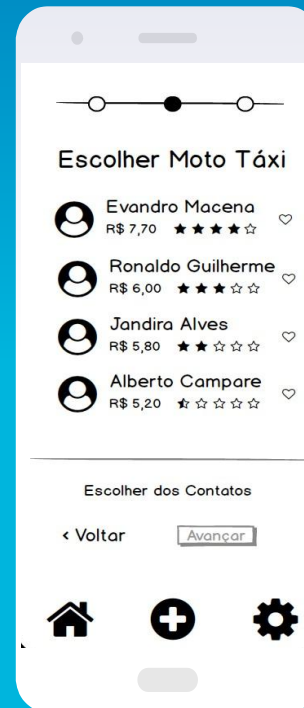 Escolher Moto Táxi
Evandro Macena
R$ 7,70
Ronaldo Guilherme
R$ 6,00
Jandira Alves
R$ 5,80
Alberto Campare
R$ 5,20
Escolher dos Contatos
< Voltar
Avançar